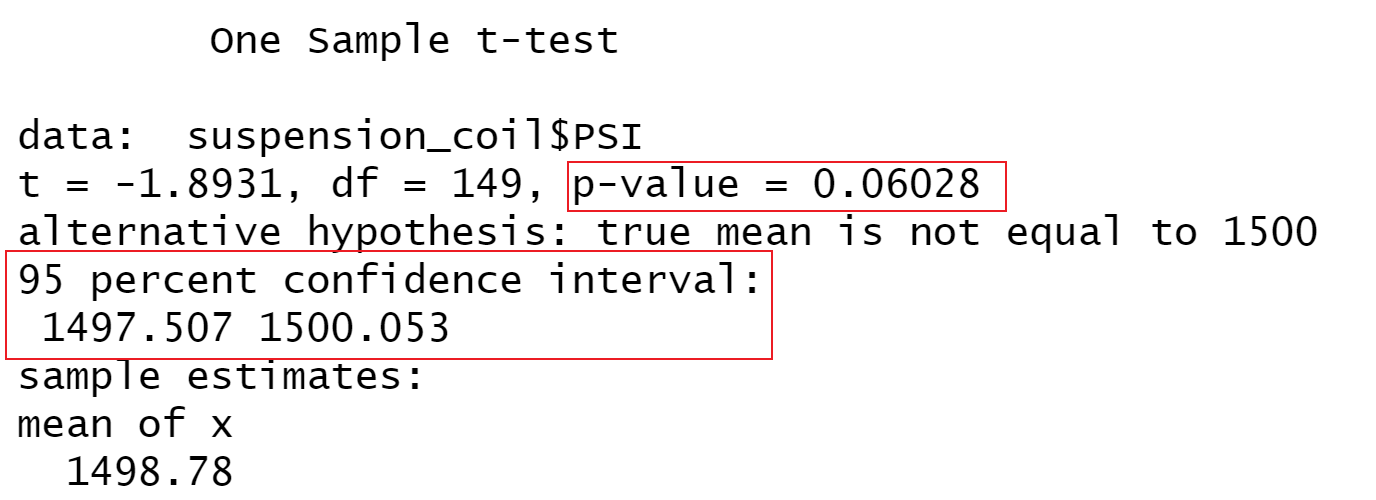 One Sample t-test
data: suspension_coil$PSI
t = -1.8931, df = 149, p-value = 0.06028
alternative hypothesis: true mean is not equal to 1500
95 percent confidence interval:
1497.507 1500.053
sample estimates:
mean of x
1498.78